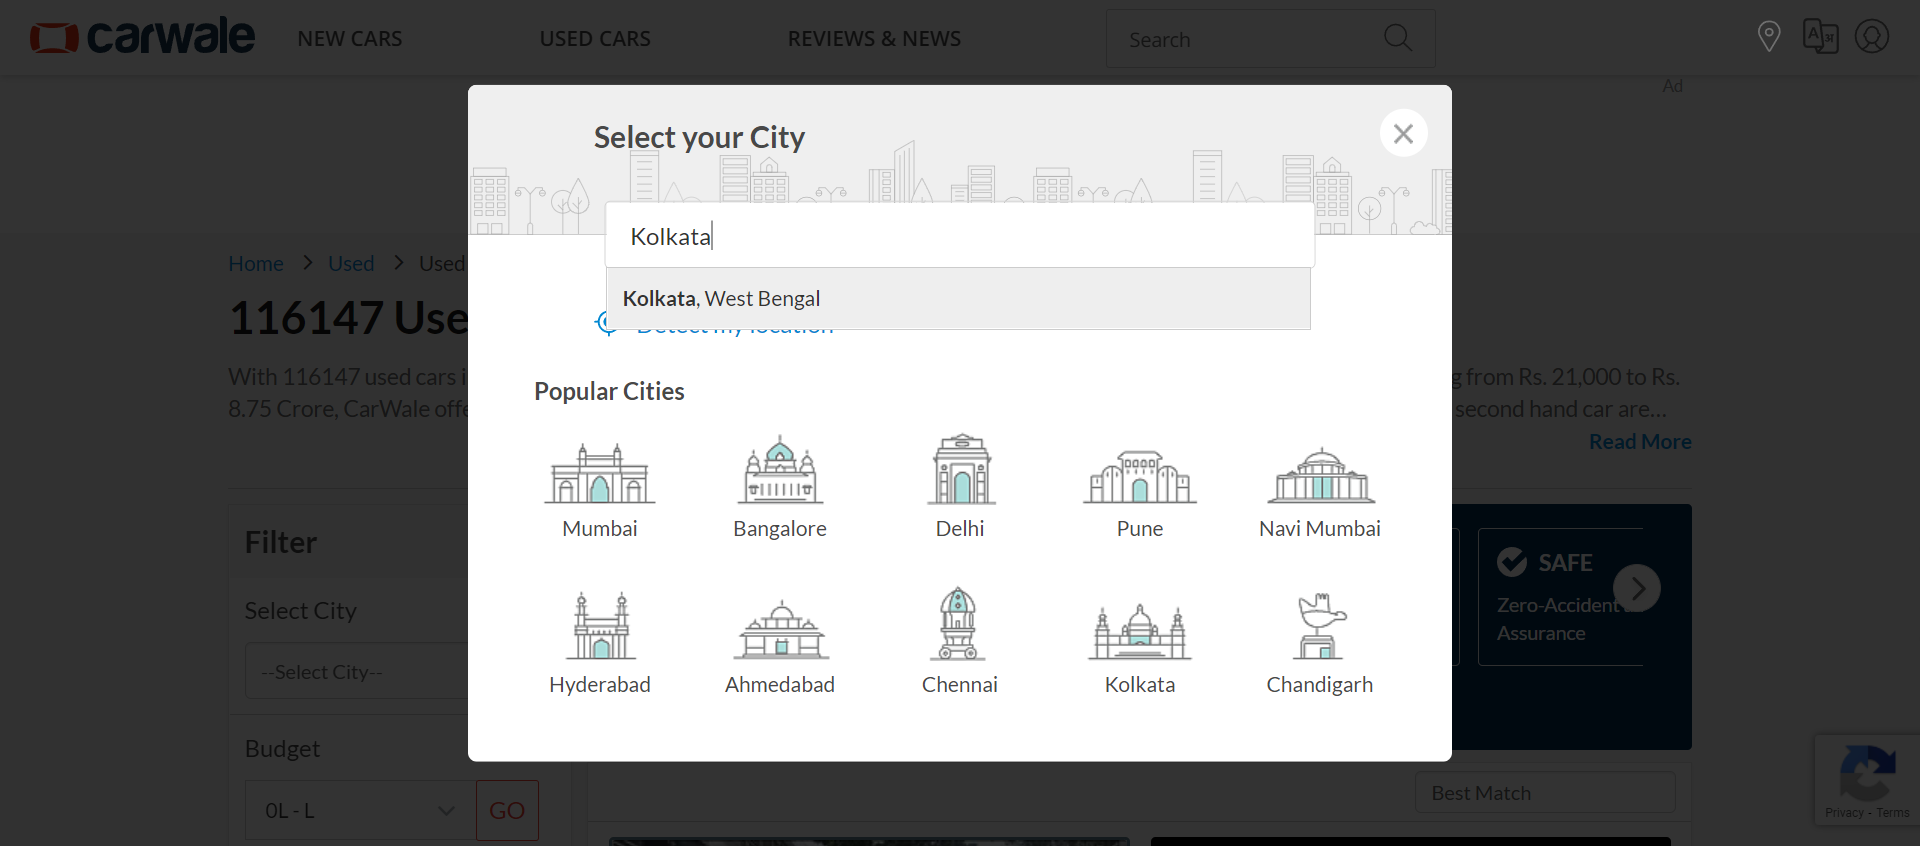 carwale
NEW CARS
USED CARS
REVIEWS & NEWS
Search
Ad
Select your City
Kolkata
Kolkata, West Bengal
Detect my location
Home > Used > Used
116147 Use
With 116147 used cars i
g from Rs. 21,000 to Rs.
8.75 Crore, CarWale offe
second hand car are...
Read More
Popular Cities
Mumbai
Bangalore
Delhi
Pune
Navi Mumbai
Hyderabad
Ahmedabad
Chennai
Kolkata
Chandigarh
Filter
Select City
--Select City--
Budget
0L - L
GO
SAFE
Zero-Accident
Assurance
Best Match
Privacy - Terms